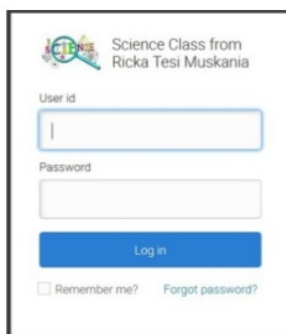 SCIENCE
Science Class from
Ricka Tesi Muskania
User id
Password
Log in
Remember me? Forgot password?